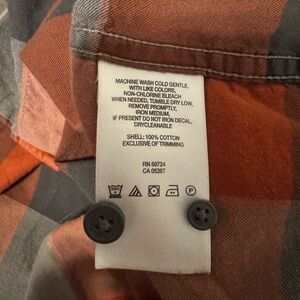 MACHINE WASH COLD GENTLE,
WITH LIKE COLORS,
NON-CHLORINE BLEACH
WHEN NEEDED, TUMBLE DRY LOW,
REMOVE PROMPTLY,
IRON MEDIUM,
IF PRESENT DO NOT IRON DECAL,
DRYCLEANABLE
SHELL: 100% COTTON
EXCLUSIVE OF TRIMMING
RN 69724
CA 05367